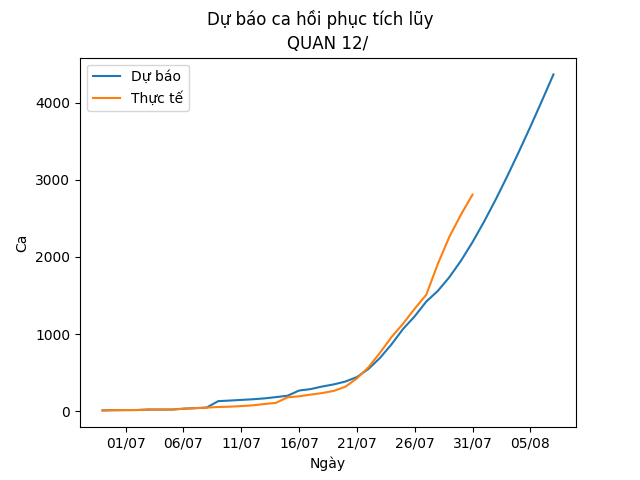 Dự báo ca hồi phục tích lũy
QUAN 12/
Dự báo
Thực tế
Ca
4000
3000
2000
1000
0
01/07 06/07 11/07 16/07 21/07 26/07 31/07 05/08
Ngày